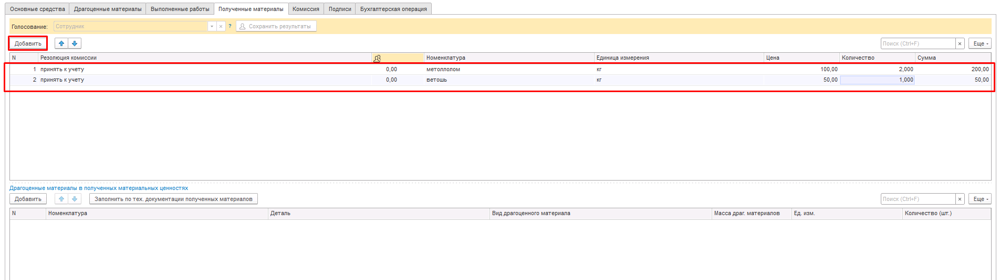 Основные средства Драгоценные материалы Выполненные работы Полученные материалы Комиссия Подписи Бухгалтерская операция
Голосование: Сотрудник ? Сохранить результаты
Добавить Поиск (Ctrl+F) × Еще
N Резолюция комиссии Номенклатура Единица измерения Цена Количество Сумма
1 принять к учету 0,00 метоллолом кг 100,00 2,000 200,00
2 принять к учету 0,00 ветошь кг 50,00 1,000 50,00
Драгоценные материалы в полученных материальных ценностях
Добавить Заполнить по тех. документации полученных материалов Поиск (Ctrl+F) × Еще
N Номенклатура Деталь Вид драгоценного материала Масса драг. материалов Ед. изм. Количество (шт.)